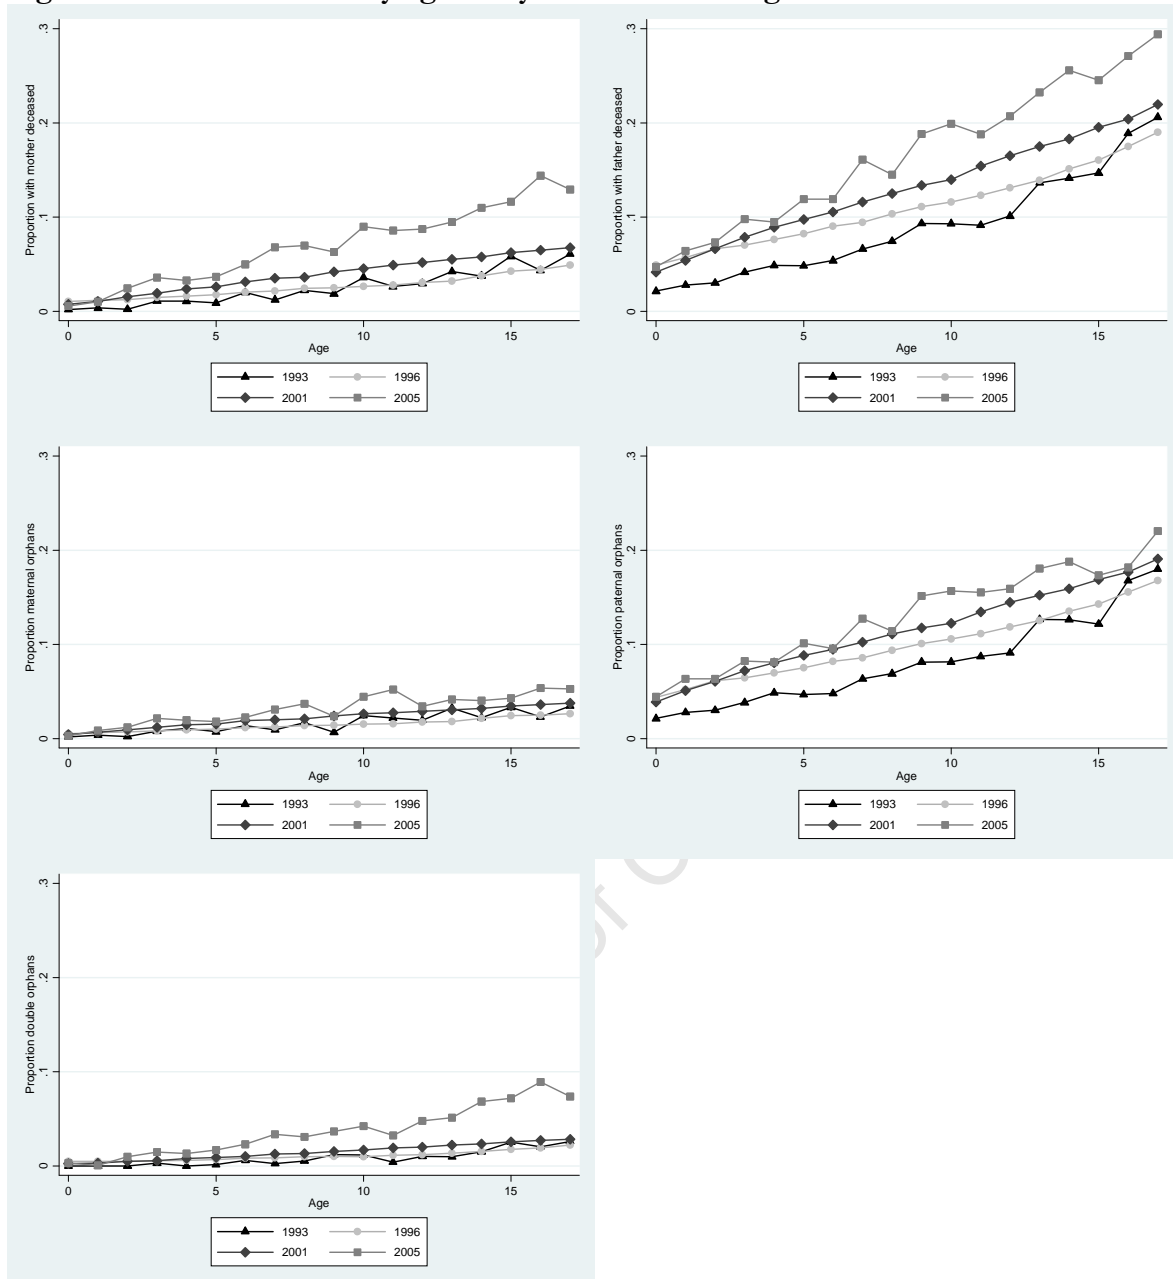 .3
.2
.1
0
Proportion with mother deceased
0 5 10 15
Age
1993 1996
2001 2005
.3
.2
.1
0
Proportion with father deceased
0 5 10 15
Age
1993 1996
2001 2005
.3
.2
.1
0
Proportion maternal orphans
0 5 10 15
Age
1993 1996
2001 2005
.3
.2
.1
0
Proportion paternal orphans
0 5 10 15
Age
1993 1996
2001 2005
.3
.2
.1
0
Proportion double orphans
0 5 10 15
Age
1993 1996
2001 2005
of